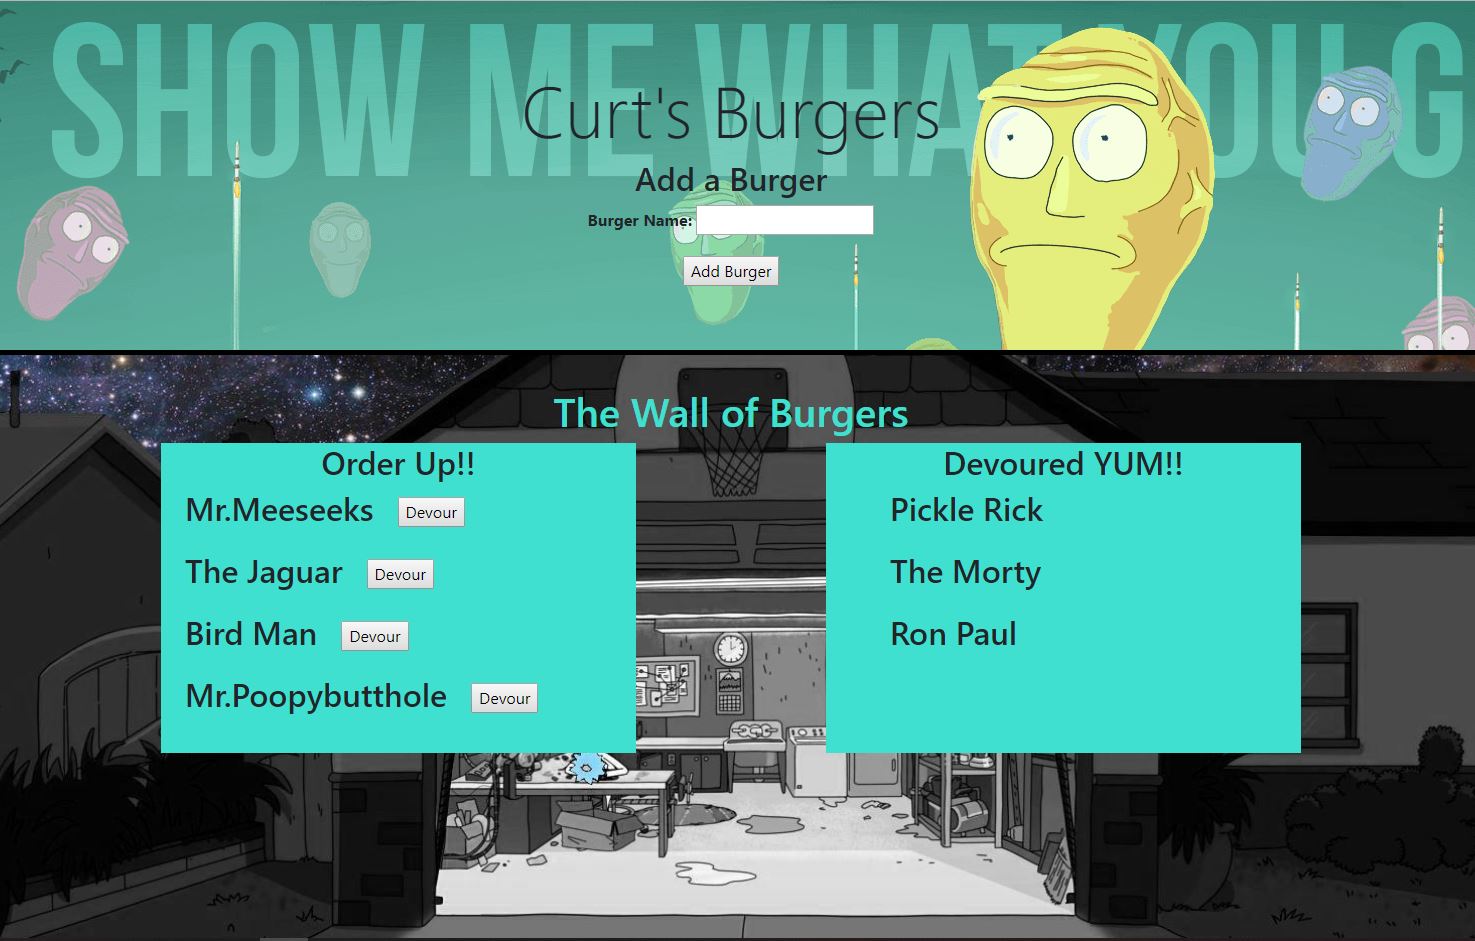 SHOW ME WHAT YOU G
Curt's Burgers
Add a Burger
Burger Name:
Add Burger
The Wall of Burgers
Order Up!!
Mr.Meeseeks Devour
The Jaguar Devour
Bird Man Devour
Mr.Poopybutthole Devour
Devoured YUM!!
Pickle Rick
The Morty
Ron Paul